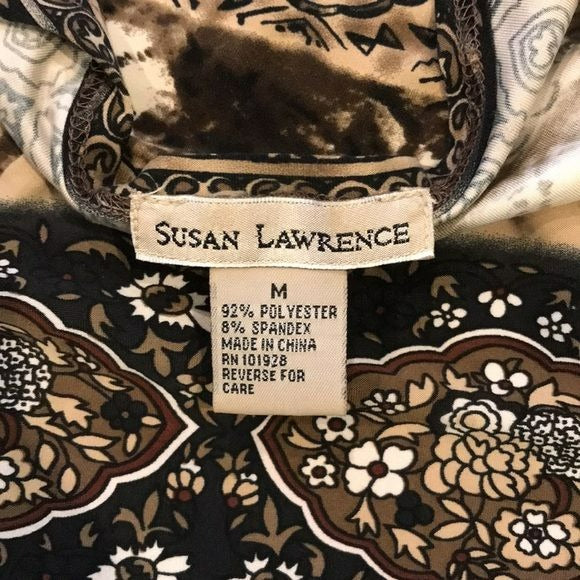 SUSAN LAWRENCE
M
92% POLYESTER
8% SPANDEX
MADE IN CHINA
RN 101928
REVERSE FOR
CARE